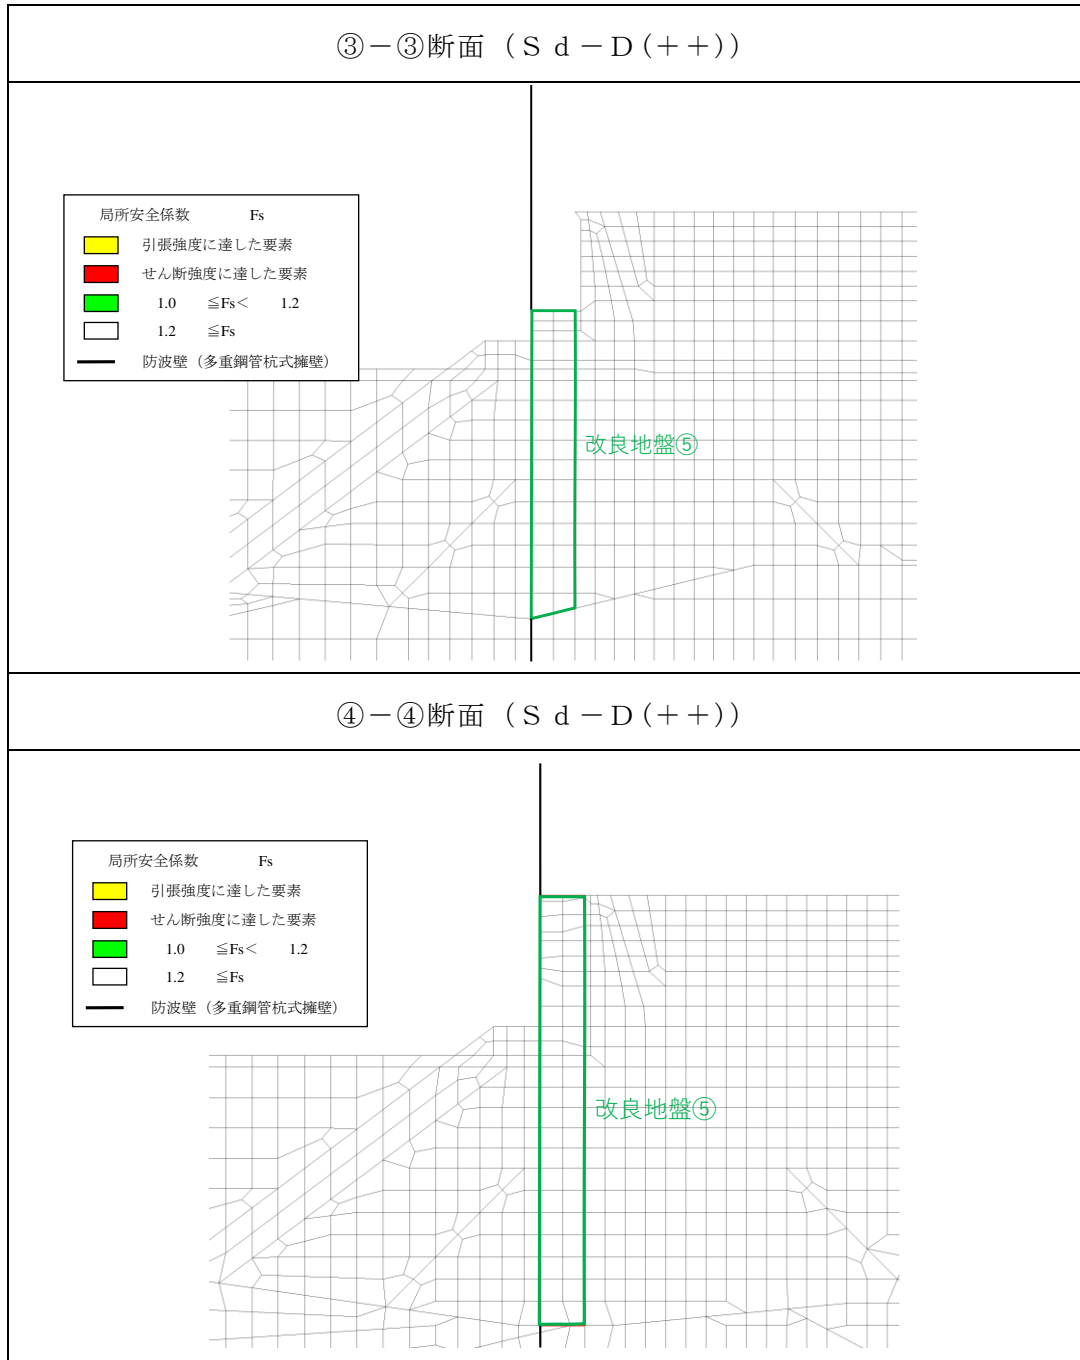 ③－③断面（Ｓｄ－Ｄ(＋＋)）
局所安全係数 Fs
引張強度に達した要素
せん断強度に達した要素
1.0 ≦Fs＜ 1.2
1.2 ≦Fs
防波壁（多重鋼管杭式擁壁）
改良地盤⑤
④－④断面（Ｓｄ－Ｄ(＋＋)）
局所安全係数 Fs
引張強度に達した要素
せん断強度に達した要素
1.0 ≦Fs＜ 1.2
1.2 ≦Fs
防波壁（多重鋼管杭式擁壁）
改良地盤⑤